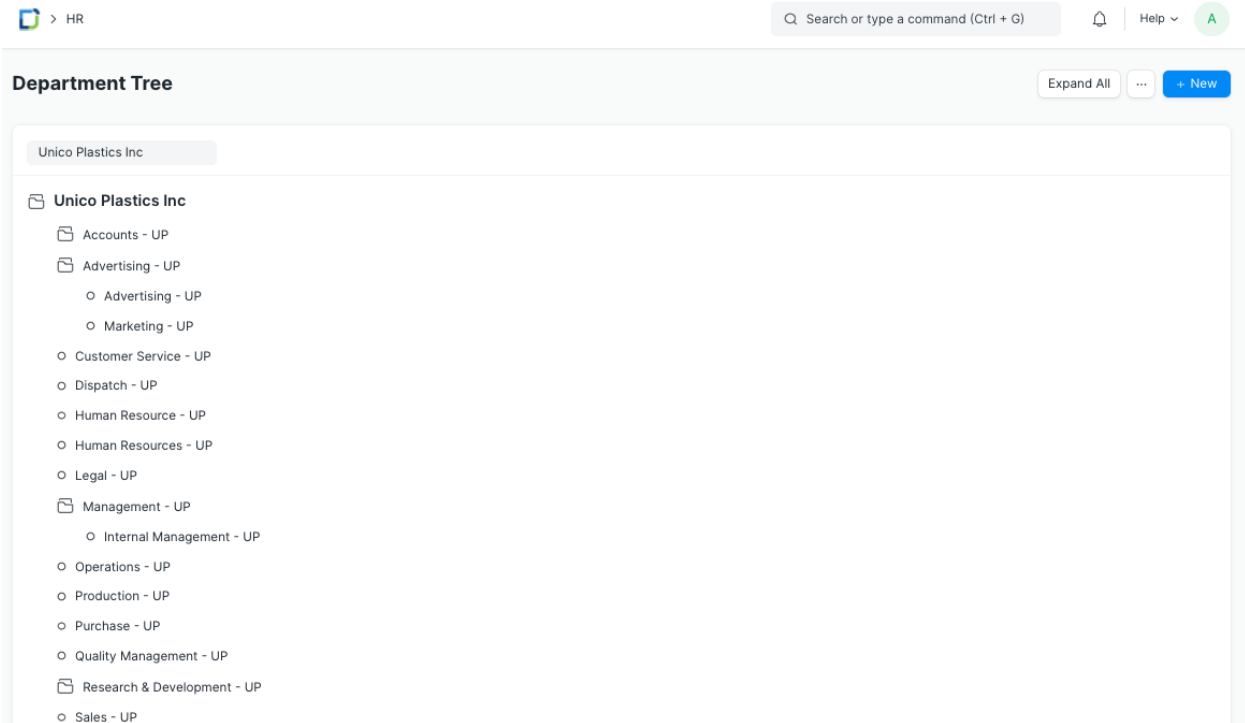 > HR
Search or type a command (Ctrl + G)
Help
A
Department Tree
Expand All
...
+ New
Unico Plastics Inc
Unico Plastics Inc
Accounts - UP
Advertising - UP
Advertising - UP
Marketing - UP
Customer Service - UP
Dispatch - UP
Human Resource - UP
Human Resources - UP
Legal - UP
Management - UP
Internal Management - UP
Operations - UP
Production - UP
Purchase - UP
Quality Management - UP
Research & Development - UP
Sales - UP